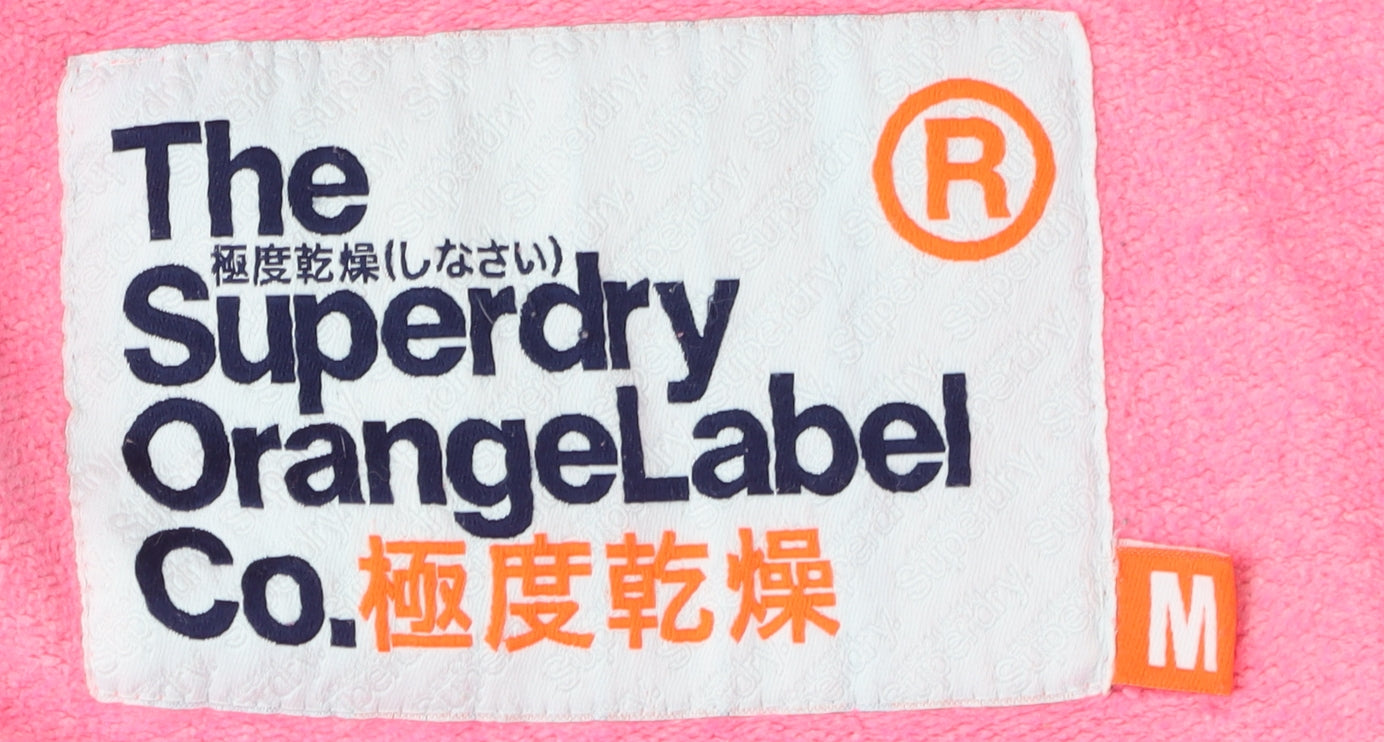 The
®
極度乾燥(しなさい)
Superdry
OrangeLabel
Co.極度乾燥
M